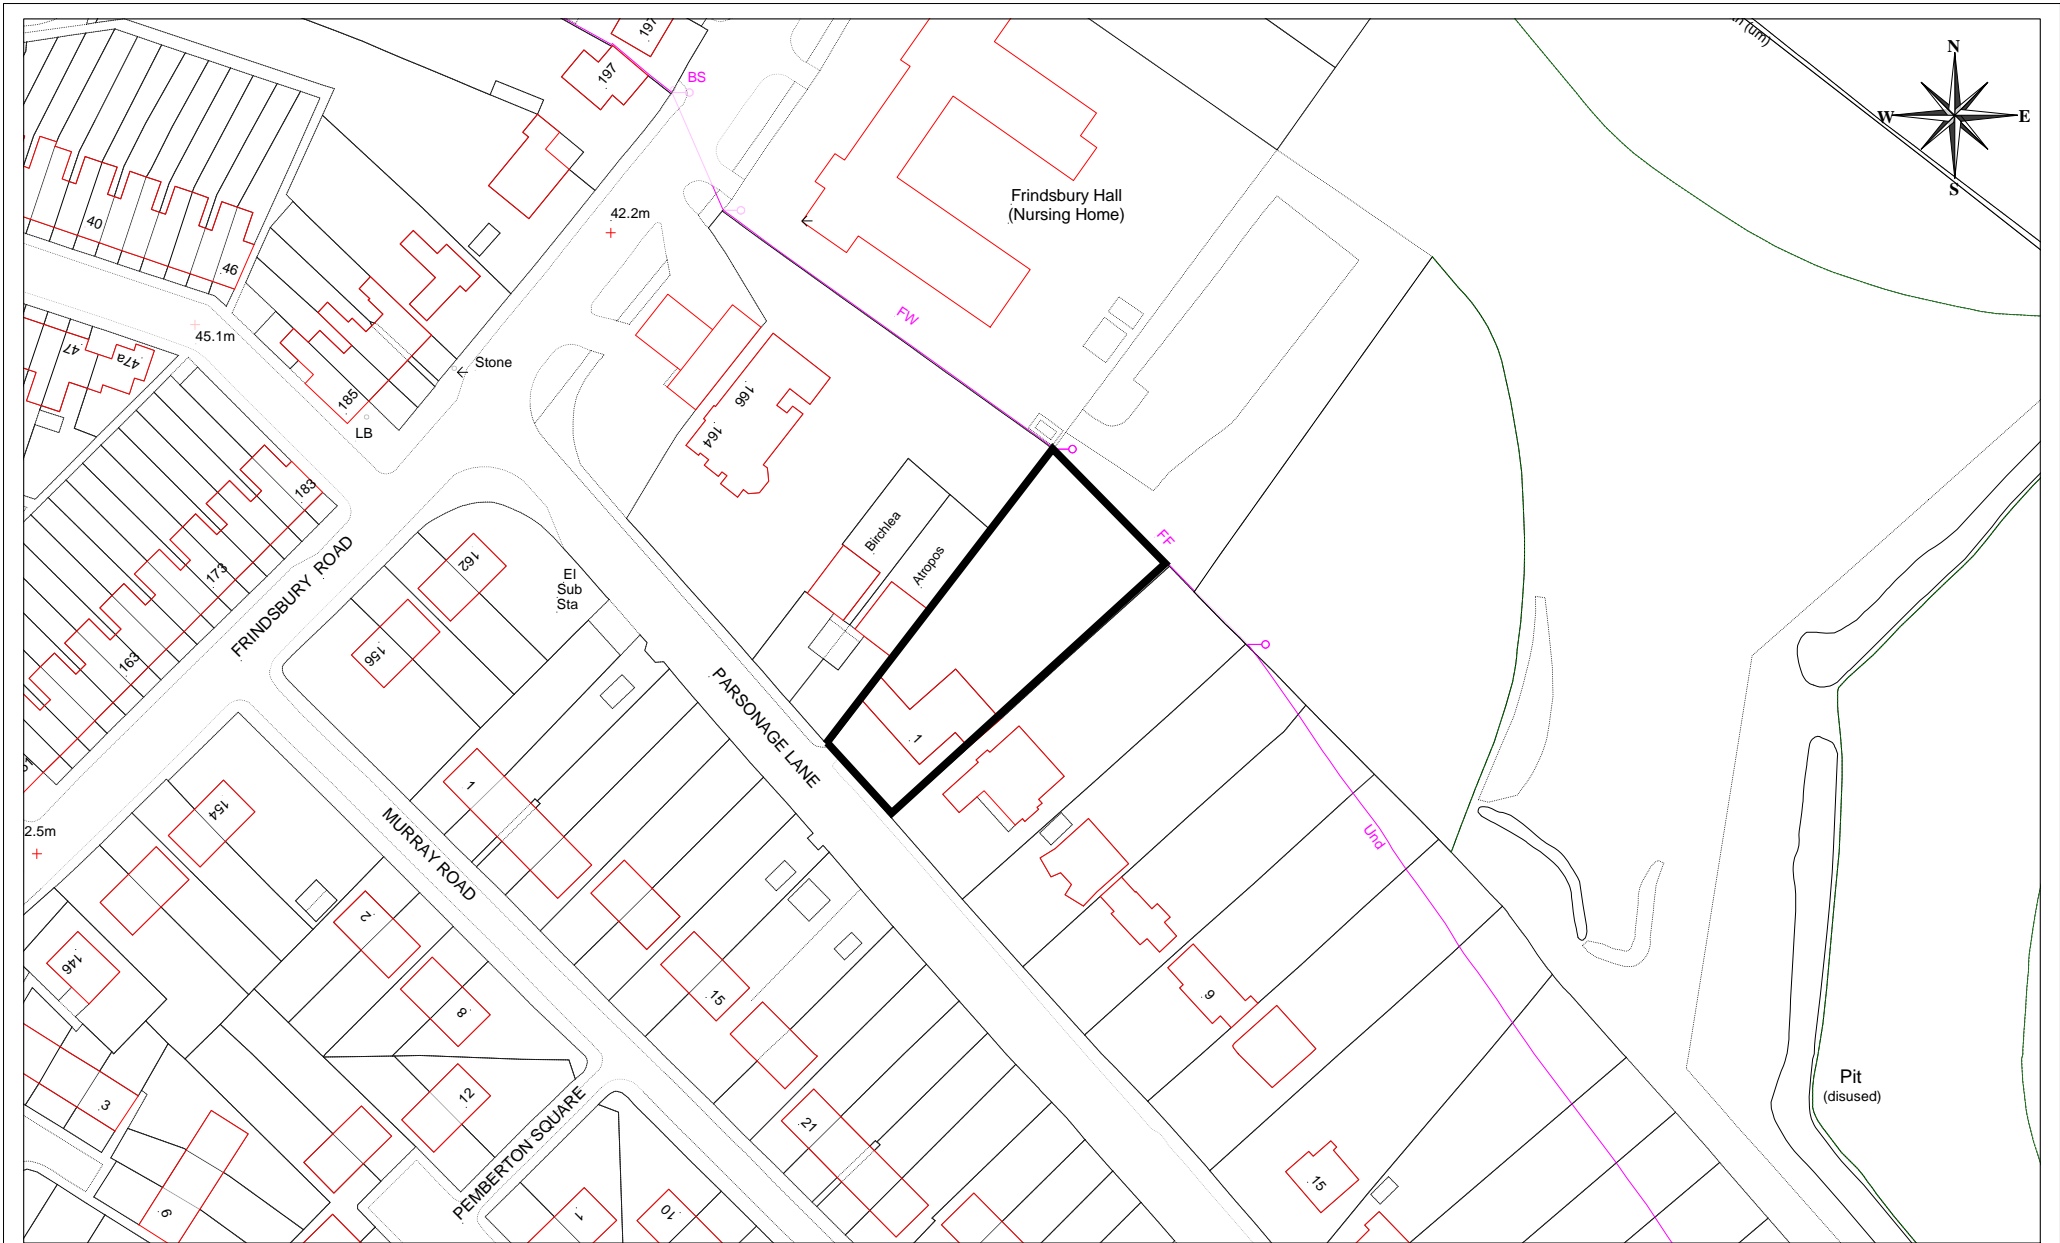 197
197
BS
(um)
N
W
E
S
40
46
42.2m
Frindsbury Hall
(Nursing Home)
45.1m
47
47a
FW
Stone
185
LB
166
164
183
173
163
FRINDSBURY ROAD
162
156
El
Sub
Sta
Birchlea
Atropos
FF
PARSONAGE LANE
1
1
MURRAY ROAD
154
2.5m
2
146
8
15
9
Und
12
3
6
PEMBERTON SQUARE
21
1
10
15
Pit
(disused)